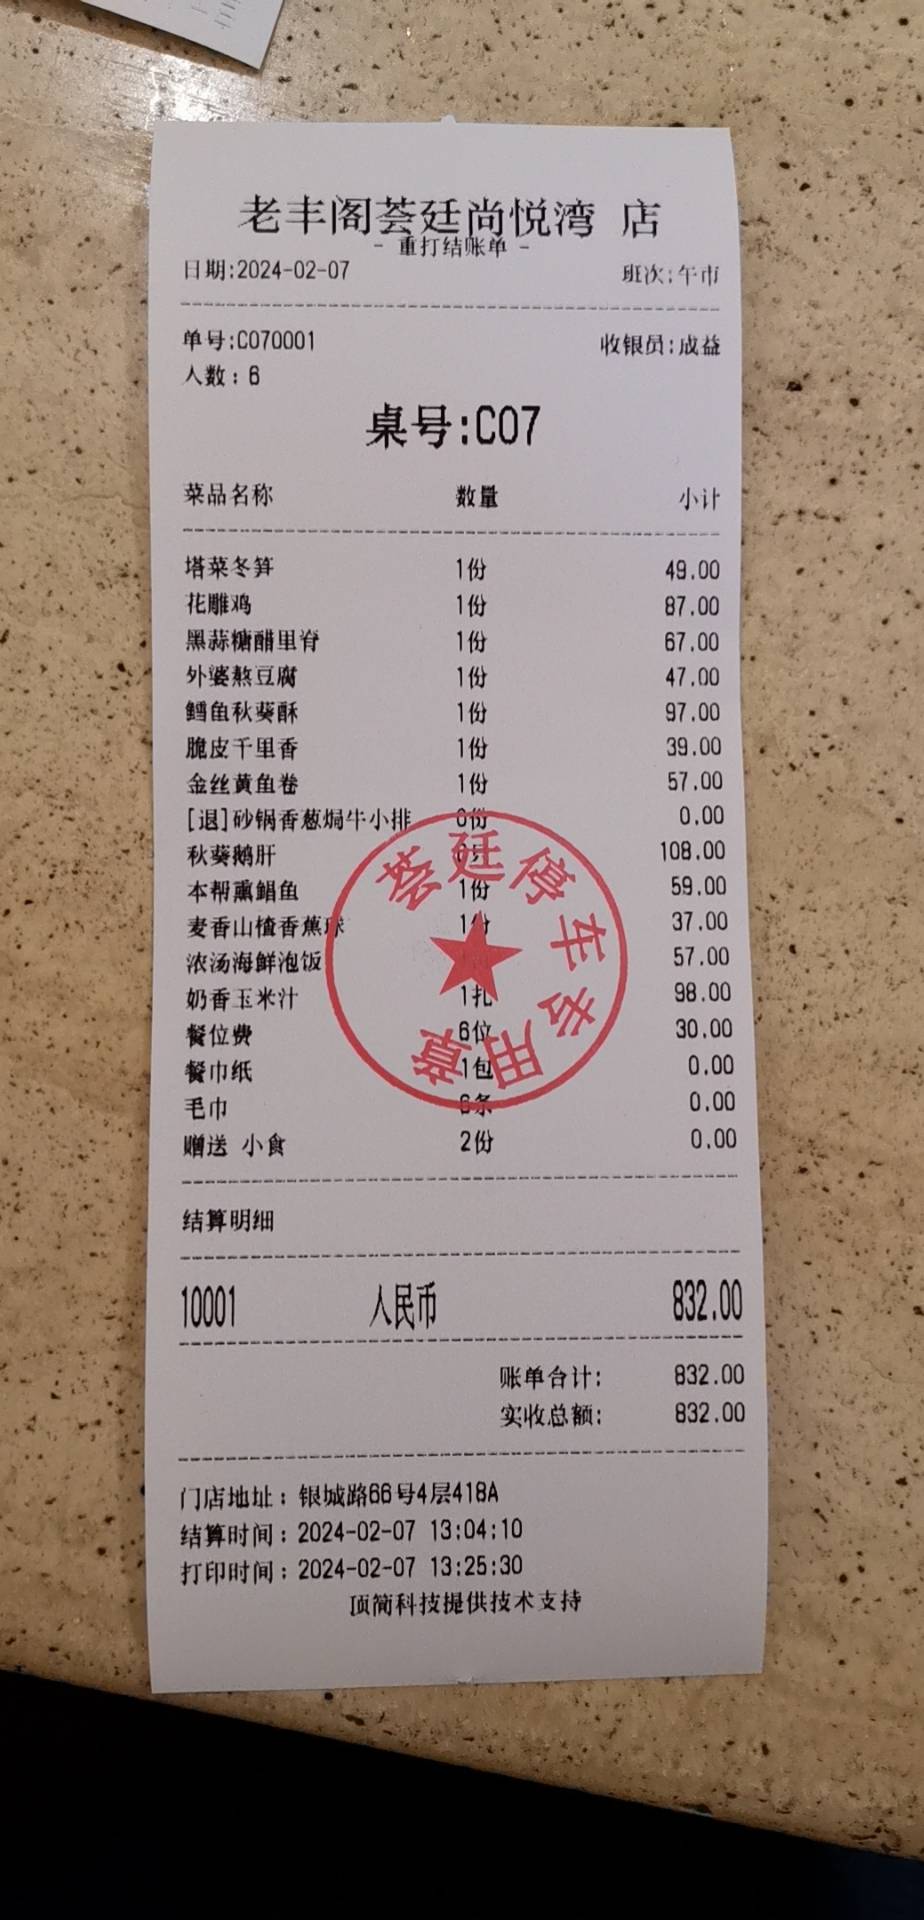 老丰阁荟廷尚悦湾 店
- 重打结账单 -
日期:2024-02-07 班次:午市
单号:C070001 收银员:成益
人数: 6
桌号:C07
菜品名称 数量 小计
塔菜冬笋 1份 49.00
花雕鸡 1份 87.00
黑蒜糖醋里脊 1份 67.00
外婆熬豆腐 1份 47.00
鳕鱼秋葵酥 1份 97.00
脆皮千里香 1份 39.00
金丝黄鱼卷 1份 57.00
[退]砂锅香葱焗牛小排 0份 0.00
秋葵鹅肝 108.00
本帮熏鲳鱼 1份 59.00
麦香山楂香蕉球 1份 37.00
浓汤海鲜泡饭 57.00
奶香玉米汁 1扎 98.00
餐位费 6位 30.00
餐巾纸 1包 0.00
毛巾 6条 0.00
赠送 小食 2份 0.00
荟廷停车专用章
结算明细
10001 人民币 832.00
账单合计: 832.00
实收总额: 832.00
门店地址: 银城路66号4层418A
结算时间: 2024-02-07 13:04:10
打印时间: 2024-02-07 13:25:30
顶简科技提供技术支持